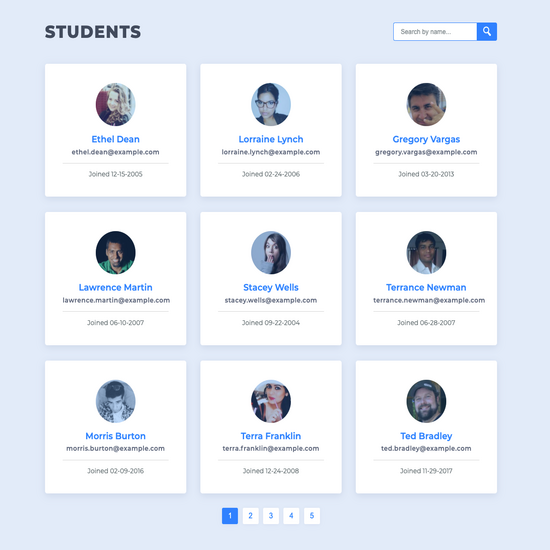 STUDENTS
Search by name...
Ethel Dean
ethel.dean@example.com
Joined 12-15-2005
Lorraine Lynch
lorraine.lynch@example.com
Joined 02-24-2006
Gregory Vargas
gregory.vargas@example.com
Joined 03-20-2013
Lawrence Martin
lawrence.martin@example.com
Joined 06-10-2007
Stacey Wells
stacey.wells@example.com
Joined 09-22-2004
Terrance Newman
terrance.newman@example.com
Joined 06-28-2007
Morris Burton
morris.burton@example.com
Joined 02-09-2016
Terra Franklin
terra.franklin@example.com
Joined 12-24-2008
Ted Bradley
ted.bradley@example.com
Joined 11-29-2017
1 2 3 4 5